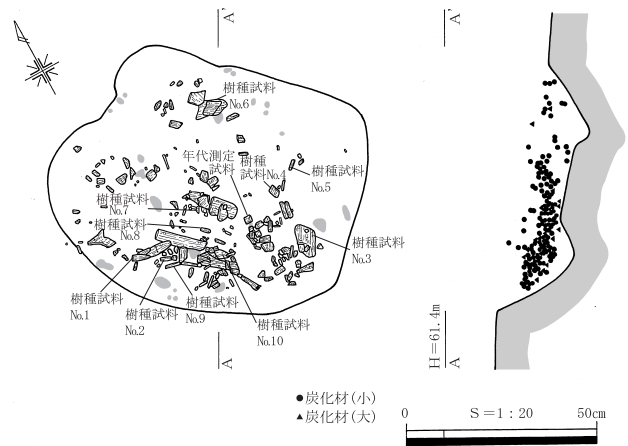 A'
A'
樹種試料
No.6
年代測定
試料
樹種
試料No.4
樹種試料
No.5
樹種試料
No.7
樹種試料
No.8
樹種試料
No.3
樹種試料
No.1
樹種試料
No.2
樹種試料
No.9
樹種試料
No.10
A
H=61.4m
A
●炭化材(小)
▲炭化材(大)
0
S=1:20
50cm